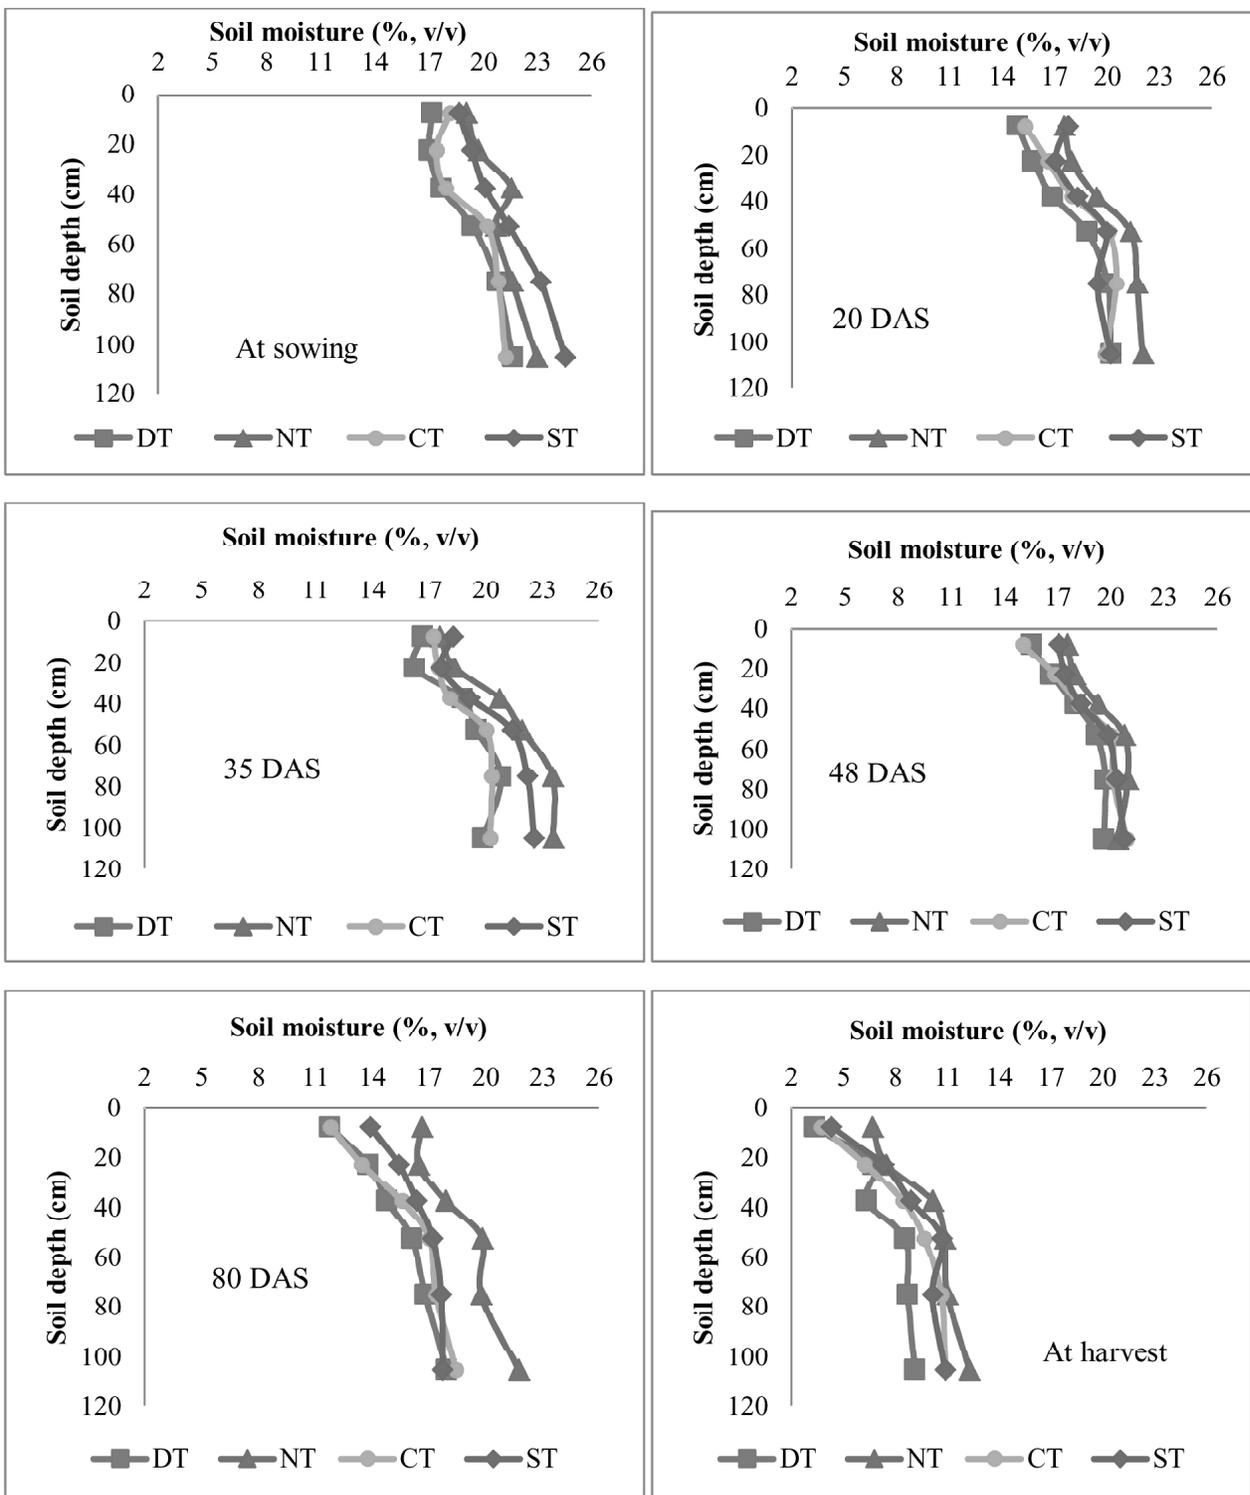 Soil moisture (%, v/v)
2 5 8 11 14 17 20 23 26
0
20
40
60
80
100
120
Soil depth (cm)
At sowing
DT NT CT ST
Soil moisture (%, v/v)
2 5 8 11 14 17 20 23 26
0
20
40
60
80
100
120
Soil depth (cm)
20 DAS
DT NT CT ST
Soil moisture (%, v/v)
2 5 8 11 14 17 20 23 26
0
20
40
60
80
100
120
Soil depth (cm)
35 DAS
DT NT CT ST
Soil moisture (%, v/v)
2 5 8 11 14 17 20 23 26
0
20
40
60
80
100
120
Soil depth (cm)
48 DAS
DT NT CT ST
Soil moisture (%, v/v)
2 5 8 11 14 17 20 23 26
0
20
40
60
80
100
120
Soil depth (cm)
80 DAS
DT NT CT ST
Soil moisture (%, v/v)
2 5 8 11 14 17 20 23 26
0
20
40
60
80
100
120
Soil depth (cm)
At harvest
DT NT CT ST